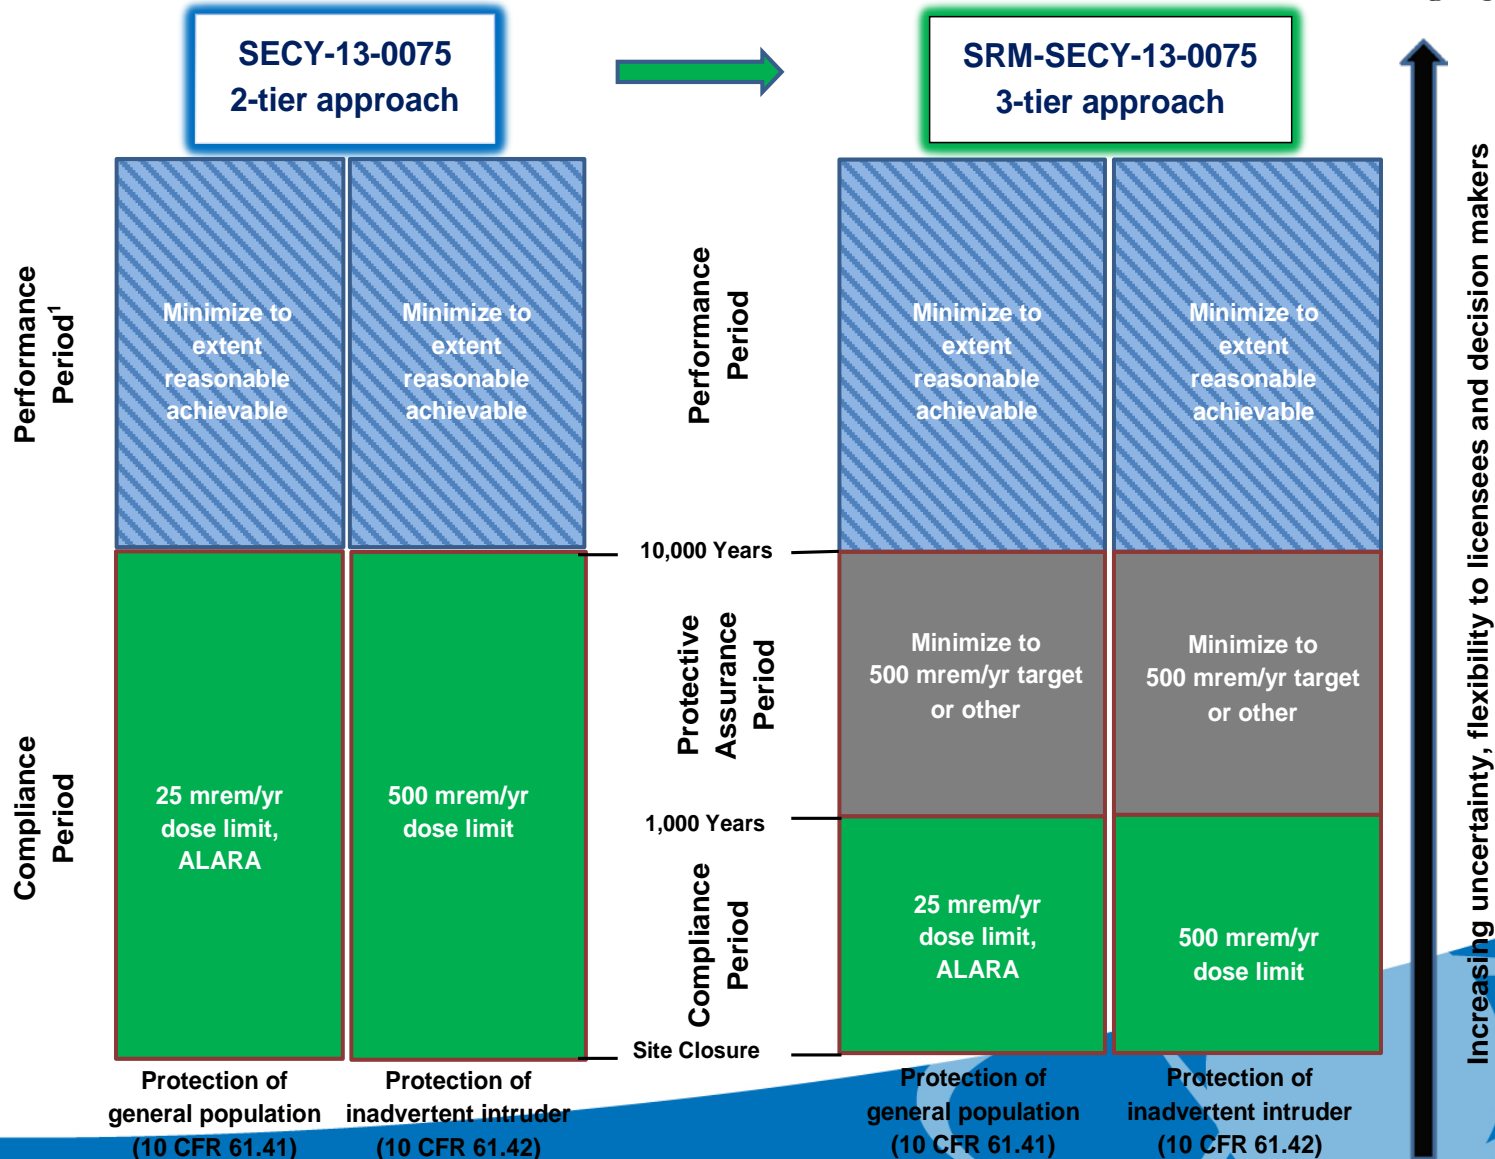 SECY-13-0075
2-tier approach
SRM-SECY-13-0075
3-tier approach
Performance
Period1
Minimize to
extent
reasonable
achievable
Minimize to
extent
reasonable
achievable
Compliance
Period
25 mrem/yr
dose limit,
ALARA
500 mrem/yr
dose limit
Protection of
general population
(10 CFR 61.41)
Protection of
inadvertent intruder
(10 CFR 61.42)
Performance
Period
10,000 Years
Protective
Assurance
Period
1,000 Years
Compliance
Period
Site Closure
Minimize to
extent
reasonable
achievable
Minimize to
extent
reasonable
achievable
Minimize to
500 mrem/yr target
or other
Minimize to
500 mrem/yr target
or other
25 mrem/yr
dose limit,
ALARA
500 mrem/yr
dose limit
Protection of
general population
(10 CFR 61.41)
Protection of
inadvertent intruder
(10 CFR 61.42)
Increasing uncertainty, flexibility to licensees and decision makers